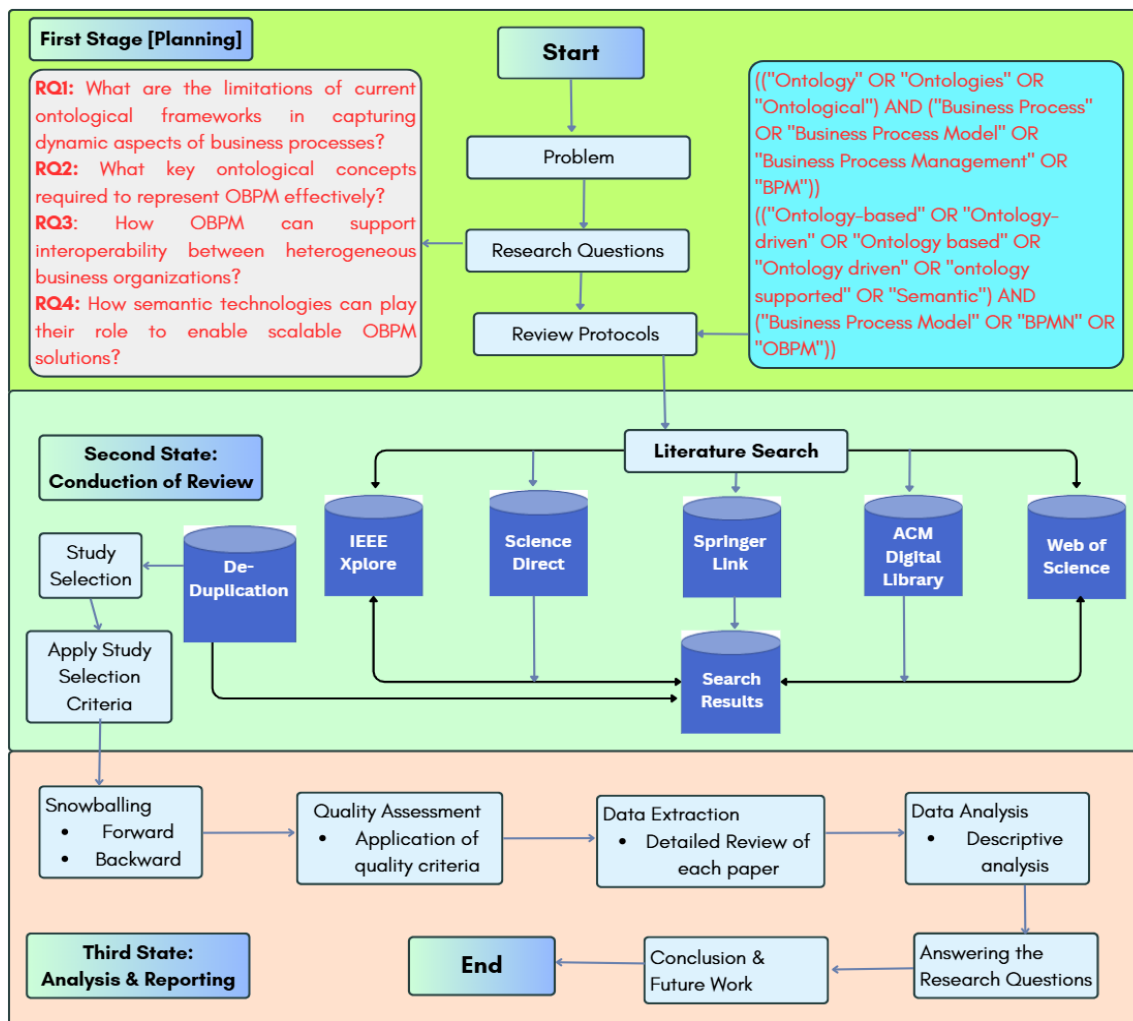 First Stage [Planning]
Start
RQ1: What are the limitations of current
ontological frameworks in capturing
dynamic aspects of business processes?
RQ2: What key ontological concepts
required to represent OBPM effectively?
RQ3: How OBPM can support
interoperability between heterogeneous
business organizations?
RQ4: How semantic technologies can play
their role to enable scalable OBPM
solutions?
Problem
Research Questions
Review Protocols
(("Ontology" OR "Ontologies" OR
"Ontological") AND ("Business Process"
OR "Business Process Model" OR
"Business Process Management" OR
"BPM"))
(("Ontology-based" OR "Ontology-
driven" OR "Ontology based" OR
"Ontology driven" OR "ontology
supported" OR "Semantic") AND
("Business Process Model" OR "BPMN" OR
"OBPM"))
Second State:
Conduction of Review
Literature Search
IEEE
Xplore
Science
Direct
Springer
Link
ACM
Digital
Library
Web of
Science
De-
Duplication
Study
Selection
Apply Study
Selection
Criteria
Search
Results
Snowballing
• Forward
• Backward
Quality Assessment
• Application of
quality criteria
Data Extraction
• Detailed Review of
each paper
Data Analysis
• Descriptive
analysis
Third State:
Analysis & Reporting
End
Conclusion &
Future Work
Answering the
Research Questions